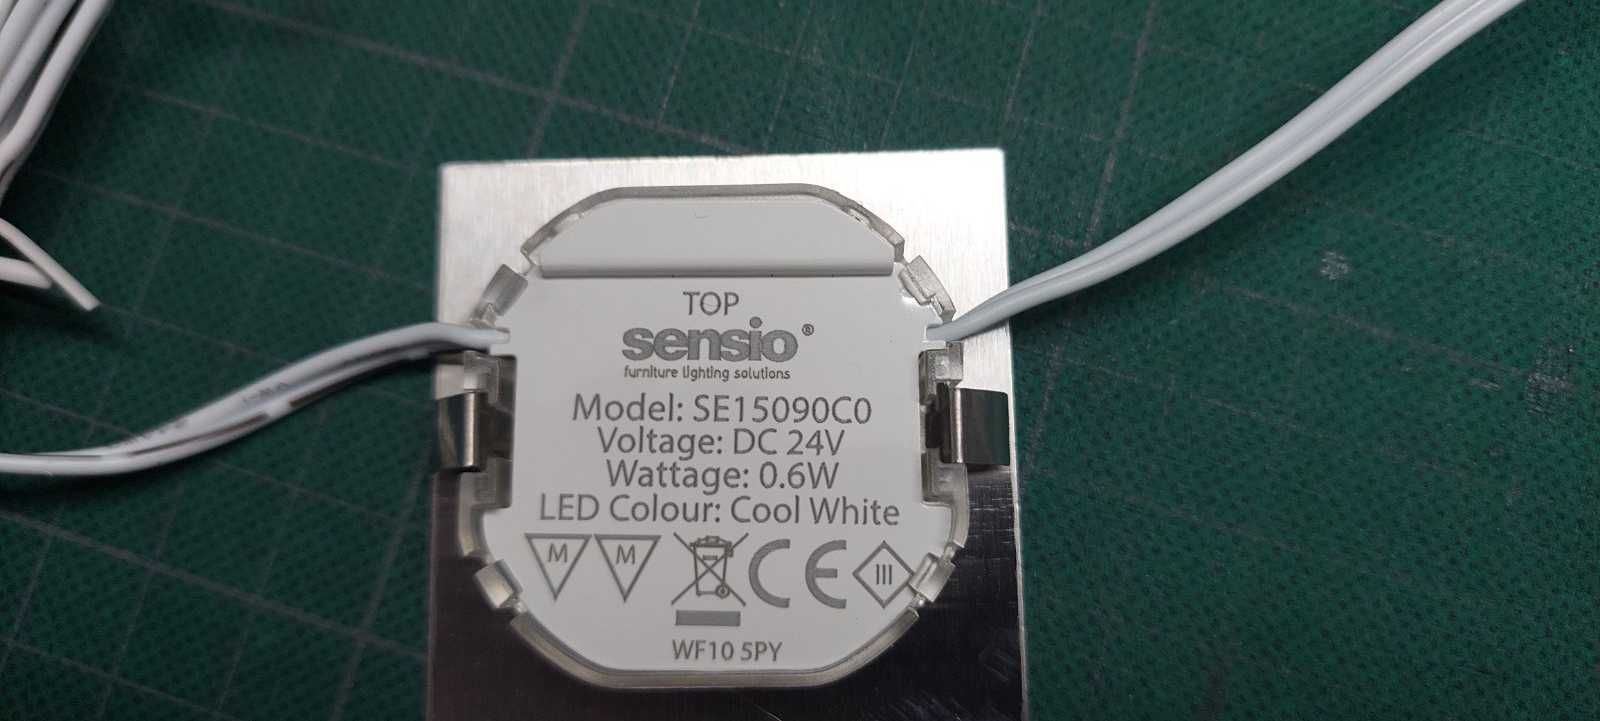 TOP
sensio®
furniture lighting solutions
Model: SE15090C0
Voltage: DC 24V
Wattage: 0.6W
LED Colour: Cool White
M M CE III
WF10 5PY